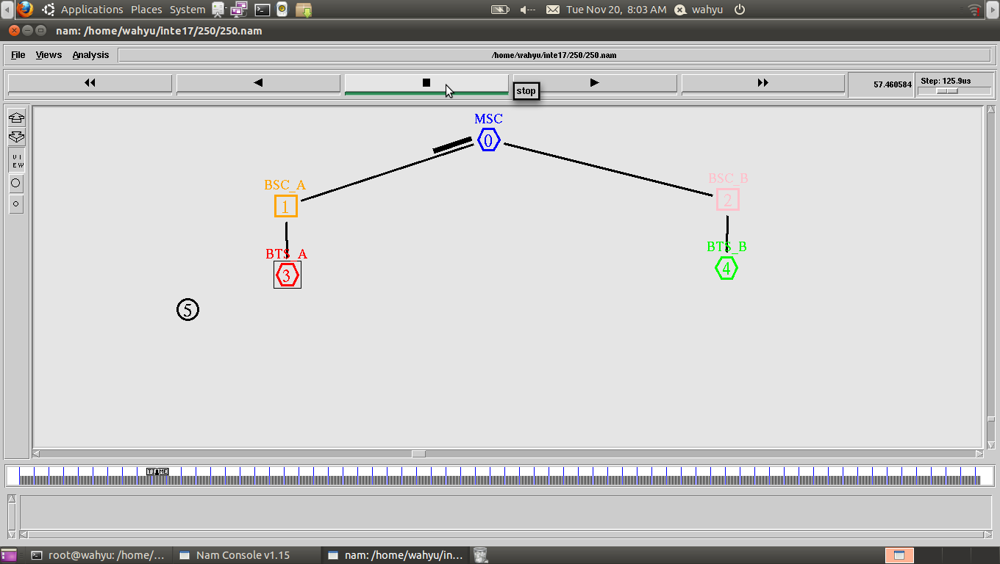 Applications Places System Tue Nov 20, 8:03 AM wahyu
nam: /home/wahyu/inte17/250/250.nam
File Views Analysis /home/wahyu/inte17/250/250.nam
stop 57.460584 Step: 125.9us
VI
EW
MSC
0
BSC_A
1
BSC_B
2
BTS_A
3
BTS_B
4
5
TIME
root@wahyu: /home/... Nam Console v1.15 nam: /home/wahyu/in...